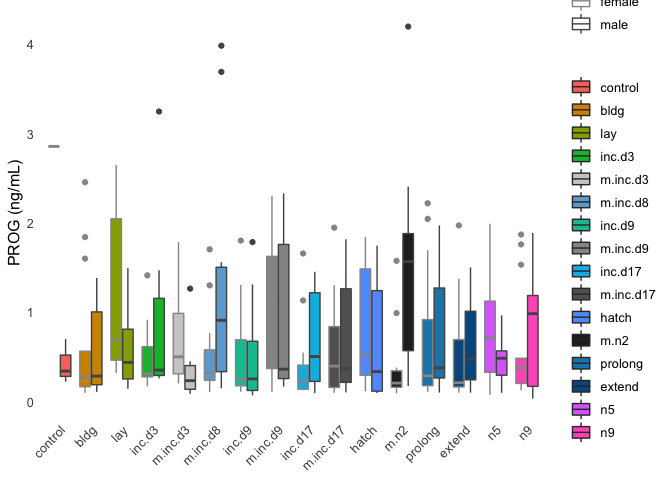 female
male
control
bldg
lay
inc.d3
m.inc.d3
m.inc.d8
inc.d9
m.inc.d9
inc.d17
m.inc.d17
hatch
m.n2
prolong
extend
n5
n9
PROG (ng/mL)
4
3
2
1
0
control
bldg
lay
inc.d3
m.inc.d3
m.inc.d8
inc.d9
m.inc.d9
inc.d17
m.inc.d17
hatch
m.n2
prolong
extend
n5
n9